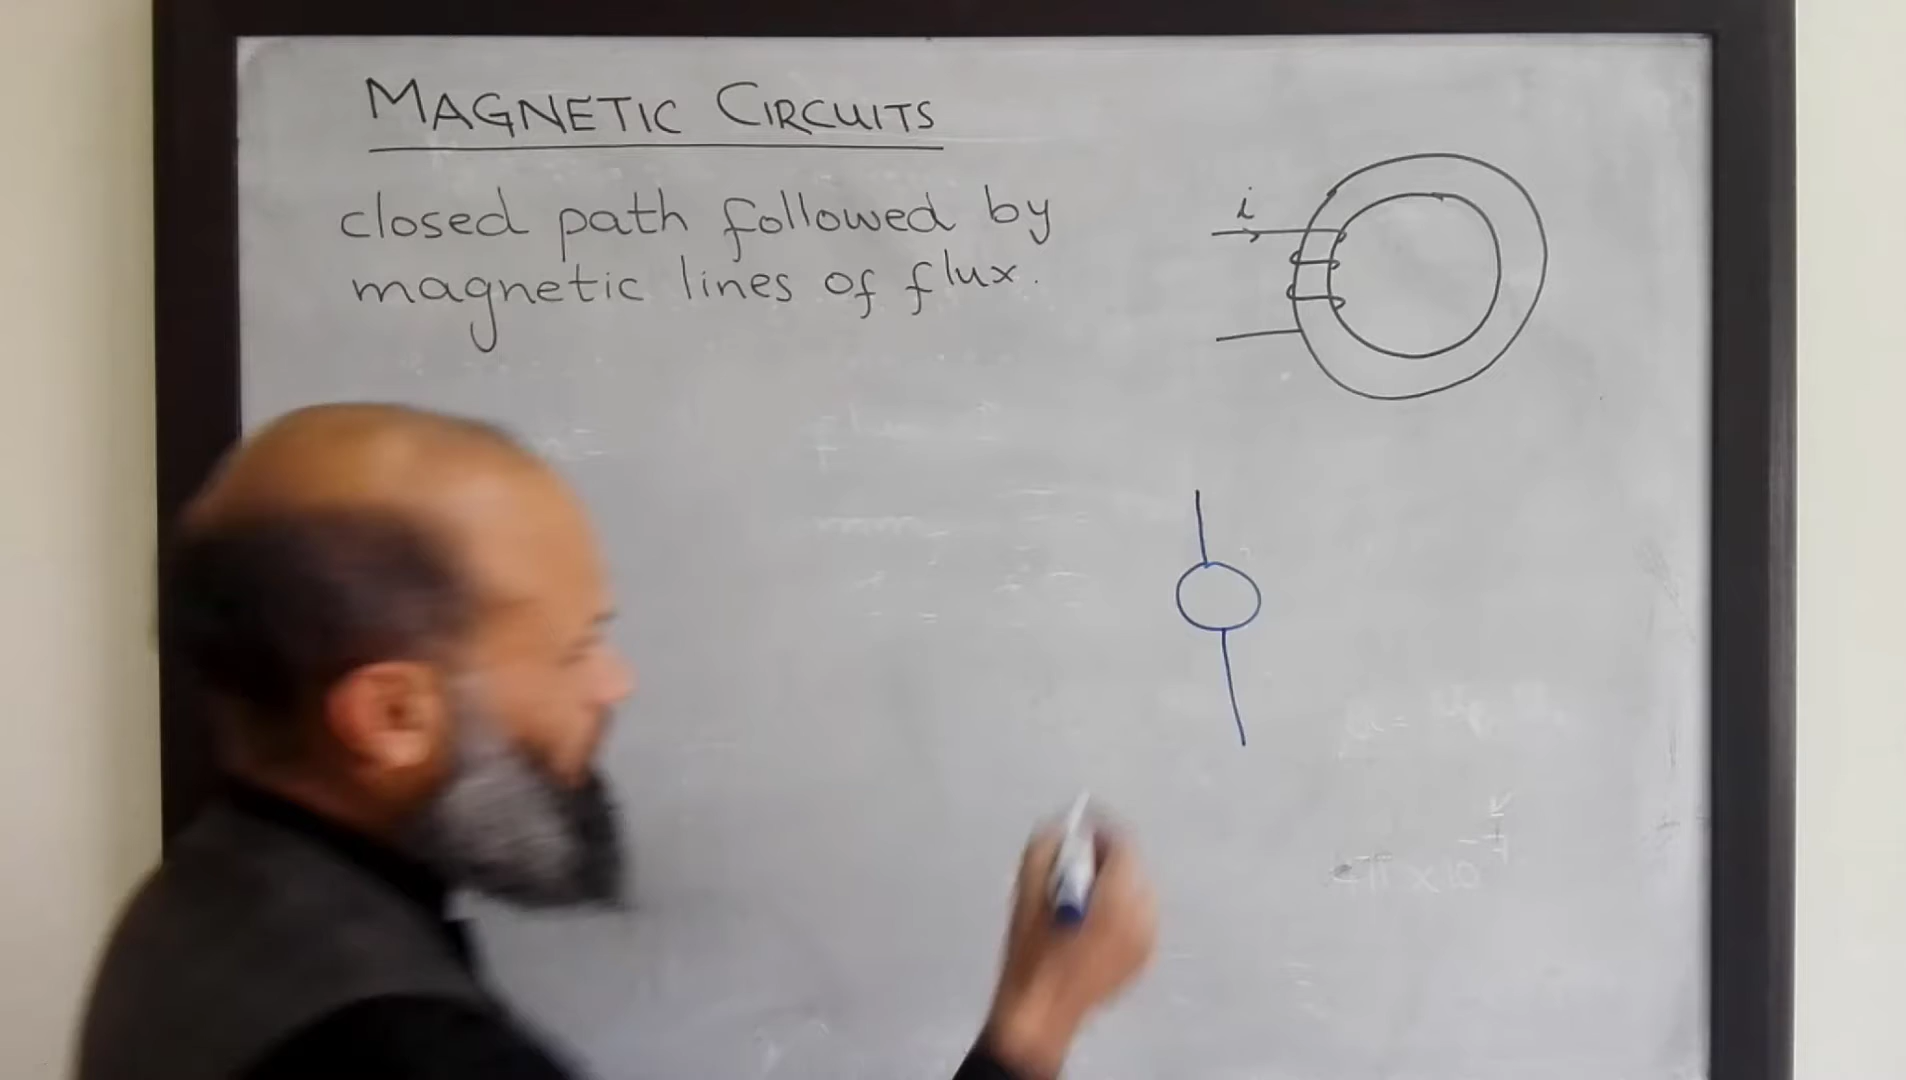 MAGNETIC CIRCUITS
closed path followed by
magnetic lines of flux.
i